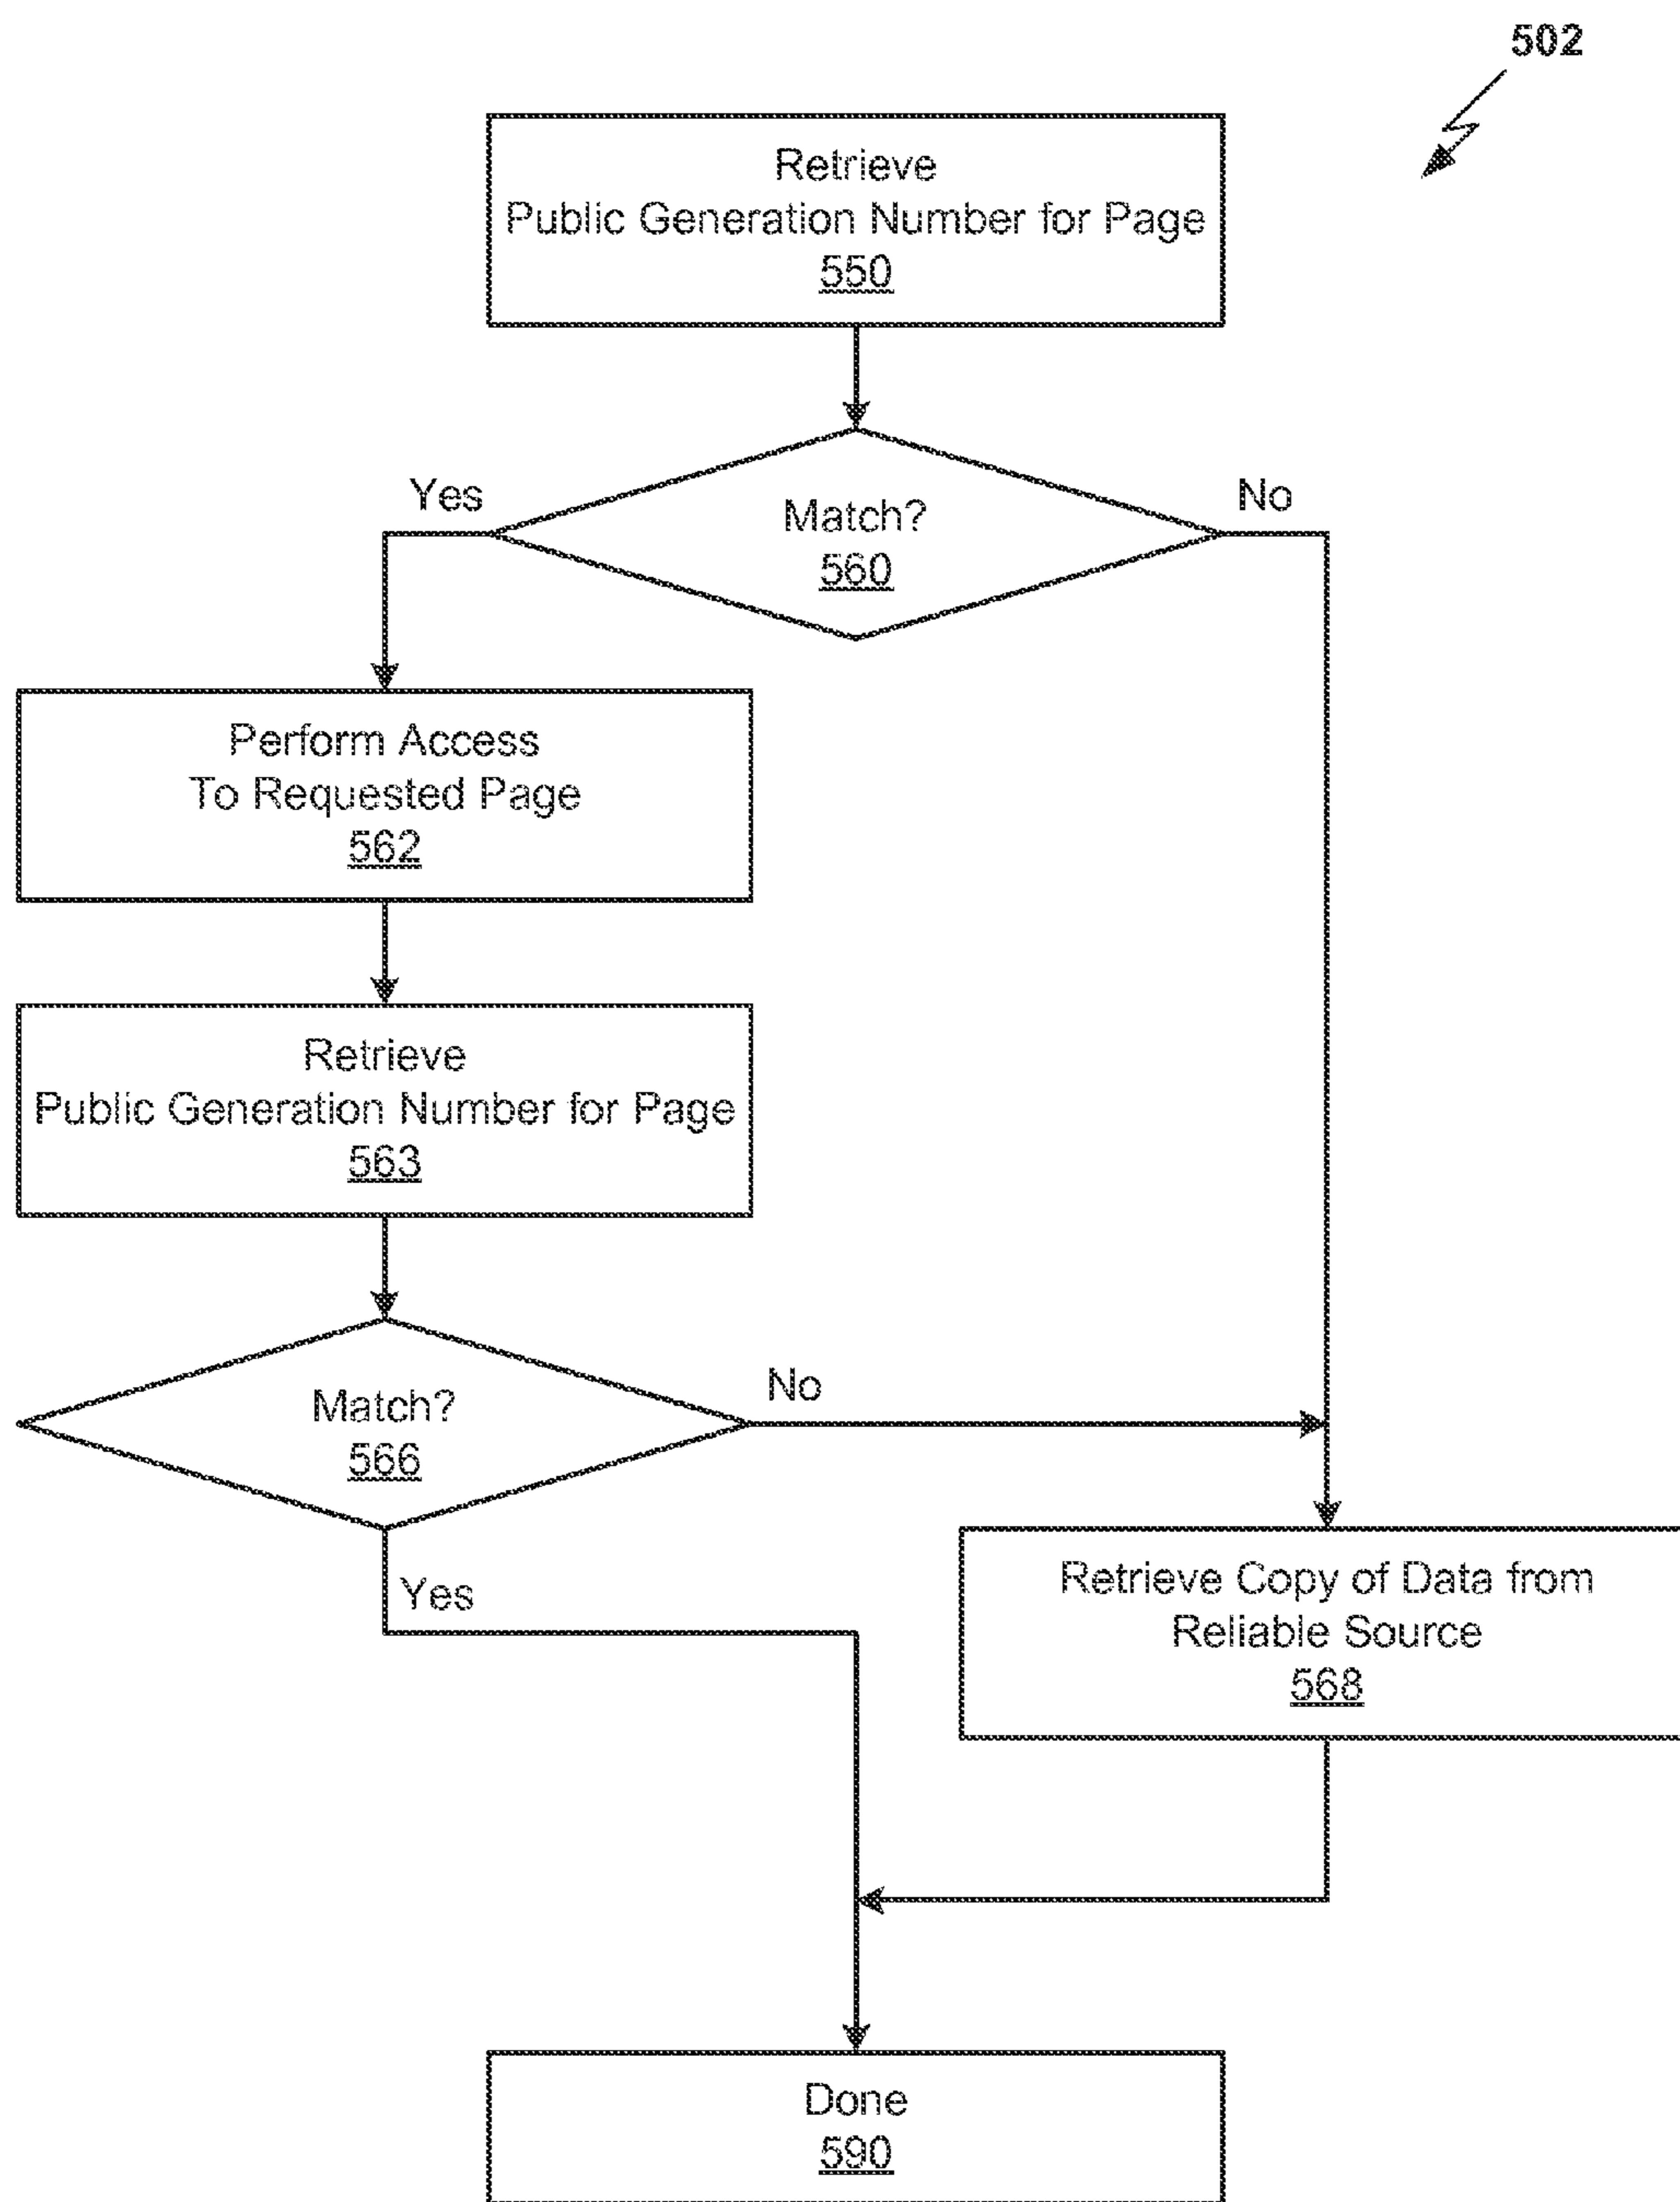 502
Retrieve
Public Generation Number for Page
550
Yes
No
Match?
560
Perform Access
To Requested Page
562
Retrieve
Public Generation Number for Page
563
No
Match?
566
Yes
Retrieve Copy of Data from
Reliable Source
568
Done
590